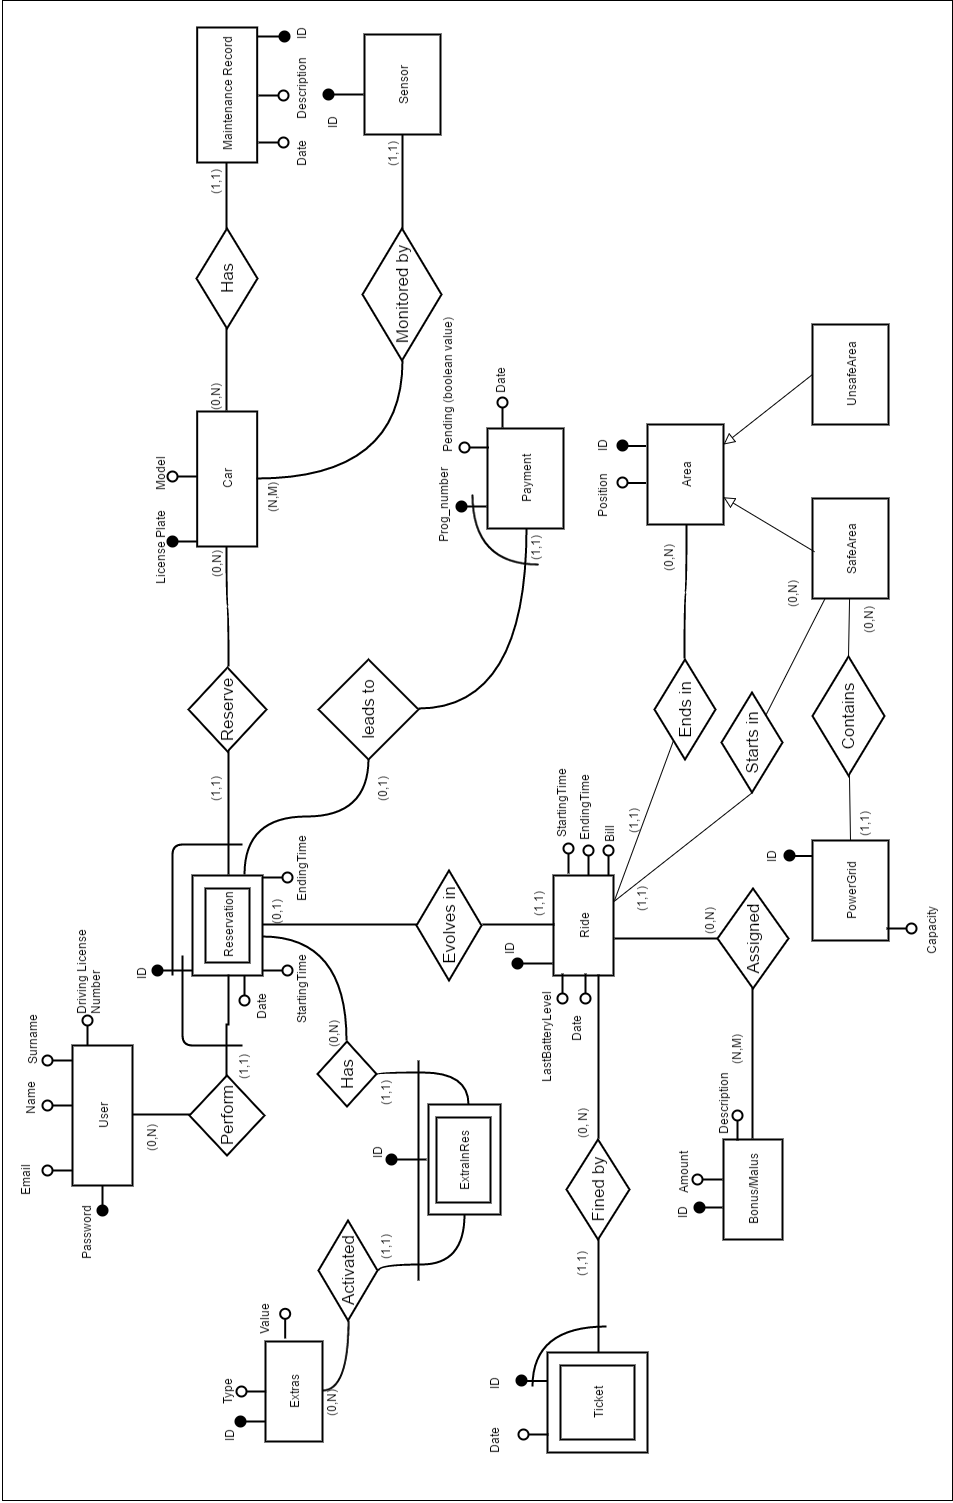 Maintenance Record
ID
Description
Date
(1,1)
Has
(0,N)
Sensor
ID
(1,1)
Monitored by
(N,M)
Car
Model
License Plate
(0,N)
Reserve
(1,1)
Payment
Pending (boolean value)
Date
Prog_number
(1,1)
leads to
(0,1)
Area
ID
Position
(0,N)
UnsafeArea
SafeArea
(0,N)
(0,N)
Ends in
(1,1)
Starts in
(1,1)
Contains
(1,1)
PowerGrid
ID
Capacity
Reservation
ID
EndingTime
StartingTime
Date
(0,1)
Evolves in
(1,1)
Ride
StartingTime
EndingTime
Bill
ID
LastBatteryLevel
Date
(0,N)
Assigned
(N,M)
Bonus/Malus
Description
Amount
ID
User
Surname
Name
Email
Password
Driving License
Number
(0,N)
Perform
(1,1)
(0,N)
Has
(1,1)
ExtraInRes
ID
(1,1)
Activated
(0,N)
Extras
Value
Type
ID
(0, N)
Fined by
(1,1)
Ticket
ID
Date